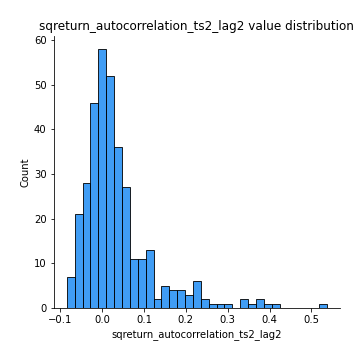 sqreturn_autocorrelation_ts2_lag2 value distribution
60
50
40
30
20
10
0
Count
−0.1 0.0 0.1 0.2 0.3 0.4 0.5
sqreturn_autocorrelation_ts2_lag2